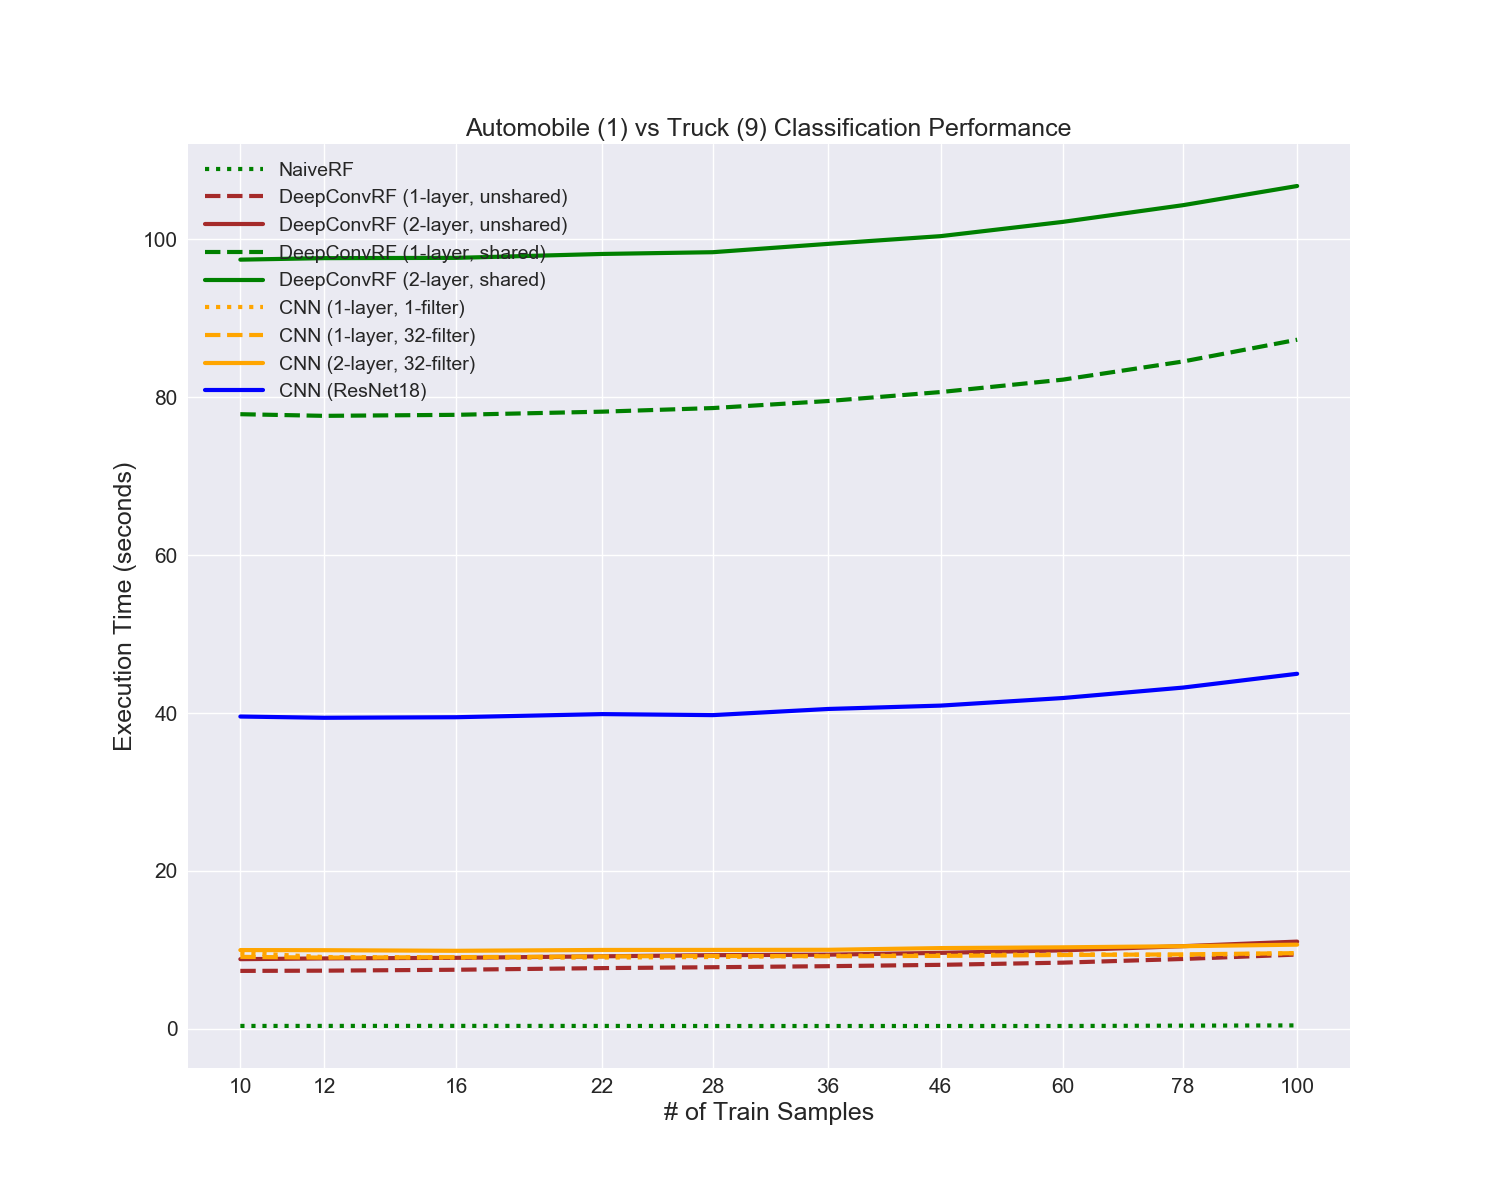 Automobile (1) vs Truck (9) Classification Performance
NaiveRF
DeepConvRF (1-layer, unshared)
DeepConvRF (2-layer, unshared)
DeepConvRF (1-layer, shared)
DeepConvRF (2-layer, shared)
CNN (1-layer, 1-filter)
CNN (1-layer, 32-filter)
CNN (2-layer, 32-filter)
CNN (ResNet18)
100
80
60
40
20
0
Execution Time (seconds)
10 12 16 22 28 36 46 60 78 100
# of Train Samples